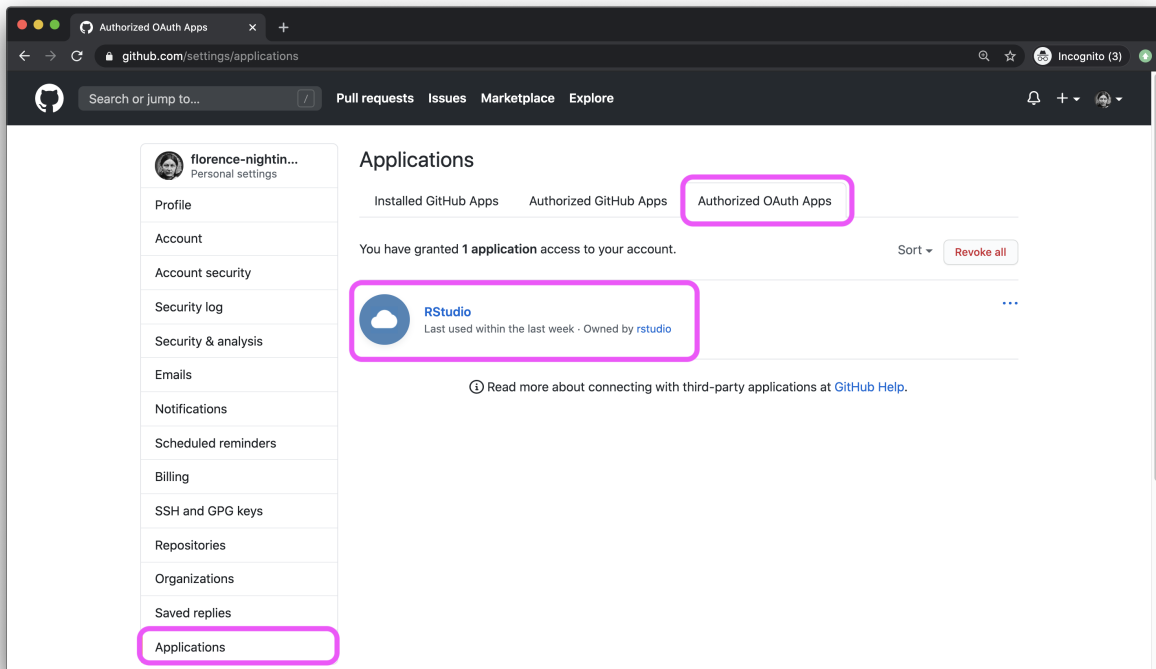 Authorized OAuth Apps
github.com/settings/applications
Incognito (3)
Search or jump to...
/
Pull requests Issues Marketplace Explore
florence-nightin...
Personal settings
Profile
Account
Account security
Security log
Security & analysis
Emails
Notifications
Scheduled reminders
Billing
SSH and GPG keys
Repositories
Organizations
Saved replies
Applications
Applications
Installed GitHub Apps Authorized GitHub Apps Authorized OAuth Apps
You have granted 1 application access to your account.
Sort Revoke all
RStudio
Last used within the last week · Owned by rstudio
Read more about connecting with third-party applications at GitHub Help.